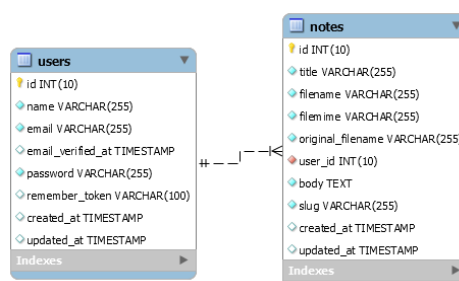 users
id INT(10)
name VARCHAR(255)
email VARCHAR(255)
email_verified_at TIMESTAMP
password VARCHAR(255)
remember_token VARCHAR(100)
created_at TIMESTAMP
updated_at TIMESTAMP
Indexes
notes
id INT(10)
title VARCHAR(255)
filename VARCHAR(255)
filemime VARCHAR(255)
original_filename VARCHAR(255)
user_id INT(10)
body TEXT
slug VARCHAR(255)
created_at TIMESTAMP
updated_at TIMESTAMP
Indexes